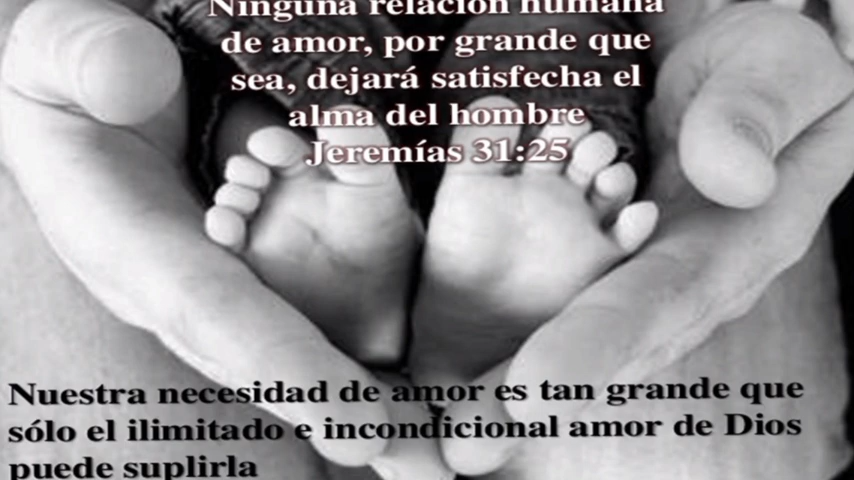 Ninguna relación humana
de amor, por grande que
sea, dejará satisfecha el
alma del hombre
Jeremías 31:25
Nuestra necesidad de amor es tan grande que
sólo el ilimitado e incondicional amor de Dios
puede suplirla